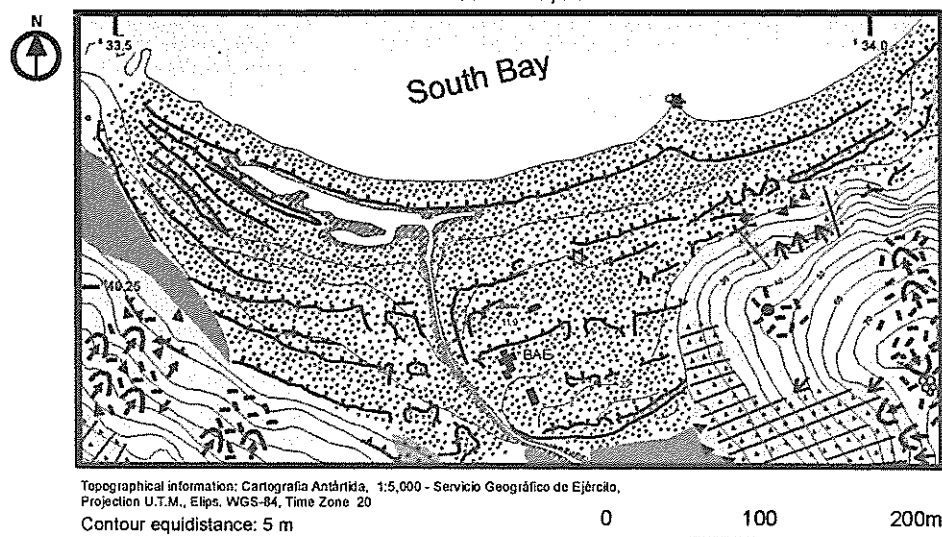 N
33,5
34,0
South Bay
49,25
BAE
Topographical information: Cartografía Antártida, 1:5,000 - Servicio Geográfico de Ejército,
Projection U.T.M., Elips. WGS-84, Time Zone 20
Contour equidistance: 5 m
0 100 200m